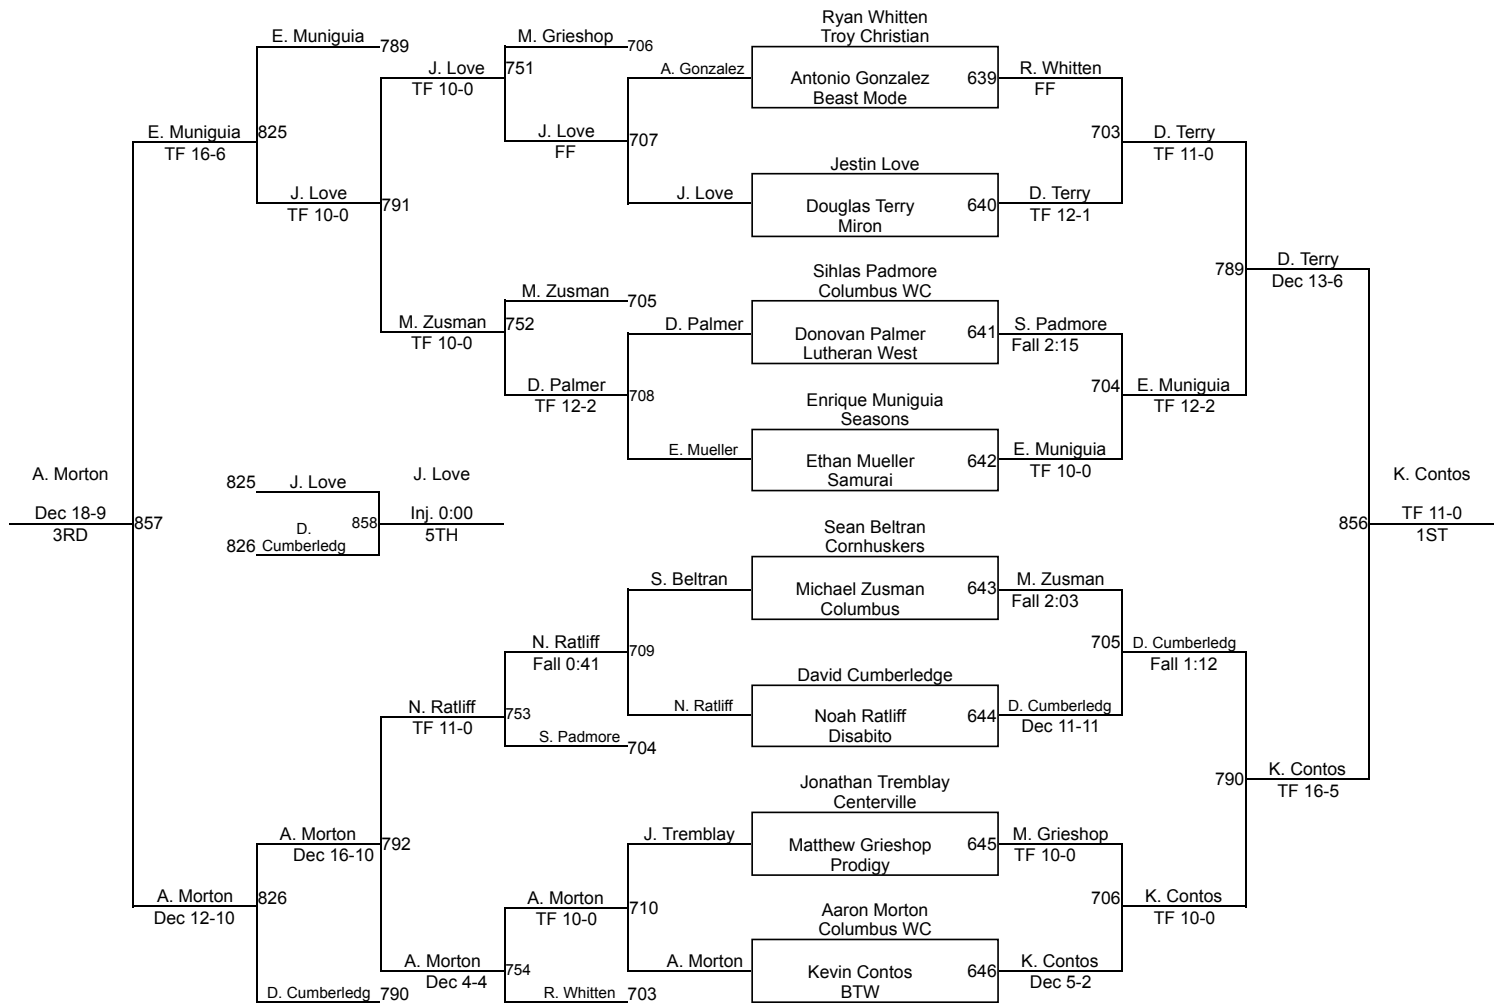 Ryan Whitten
Troy Christian
E. Muniguia 789
M. Grieshop 706
J. Love 751
TF 10-0
A. Gonzalez
Antonio Gonzalez 639
Beast Mode
R. Whitten
FF
E. Muniguia 825
TF 16-6
J. Love 707
FF
703 D. Terry
TF 11-0
Jestin Love
J. Love 791
TF 10-0
J. Love
Douglas Terry 640
Miron
D. Terry
TF 12-1
Sihlas Padmore
Columbus WC
789 D. Terry
Dec 13-6
M. Zusman 705
M. Zusman 752
TF 10-0
D. Palmer
Donovan Palmer 641
Lutheran West
S. Padmore
Fall 2:15
D. Palmer 708
TF 12-2
704 E. Muniguia
TF 12-2
Enrique Muniguia
Seasons
E. Mueller
Ethan Mueller 642
Samurai
E. Muniguia
TF 10-0
A. Morton
825 J. Love
J. Love
K. Contos
Dec 18-9 857
3RD
D.
826 Cumberledg
858 Inj. 0:00
5TH
856 TF 11-0
1ST
Sean Beltran
Cornhuskers
S. Beltran
Michael Zusman 643
Columbus
M. Zusman
Fall 2:03
N. Ratliff 709
Fall 0:41
705 D. Cumberledg
Fall 1:12
David Cumberledge
N. Ratliff 753
TF 11-0
N. Ratliff
Noah Ratliff 644
Disabito
D. Cumberledg
Dec 11-11
S. Padmore 704
790 K. Contos
TF 16-5
Jonathan Tremblay
Centerville
A. Morton 792
Dec 16-10
J. Tremblay
Matthew Grieshop 645
Prodigy
M. Grieshop
TF 10-0
A. Morton 826
Dec 12-10
A. Morton 710
TF 10-0
706 K. Contos
TF 10-0
Aaron Morton
Columbus WC
A. Morton 754
Dec 4-4
A. Morton
Kevin Contos 646
BTW
K. Contos
Dec 5-2
D. Cumberledg 790
R. Whitten 703